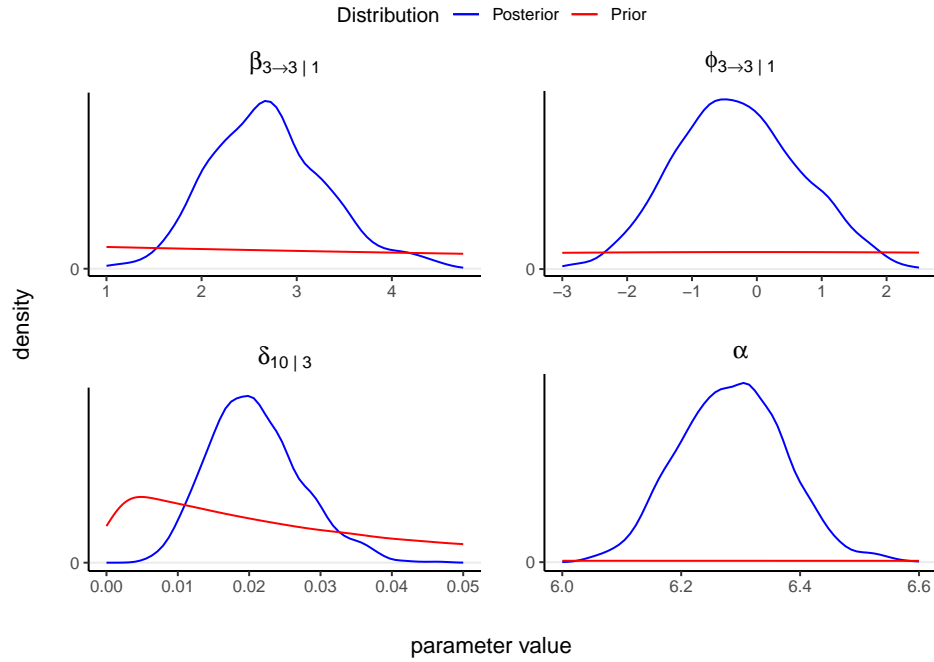 Distribution Posterior Prior
β3→3 | 1
ϕ3→3 | 1
0
1 2 3 4
0
−3 −2 −1 0 1 2
density
δ10 | 3
α
0
0.00 0.01 0.02 0.03 0.04 0.05
0
6.0 6.2 6.4 6.6
parameter value